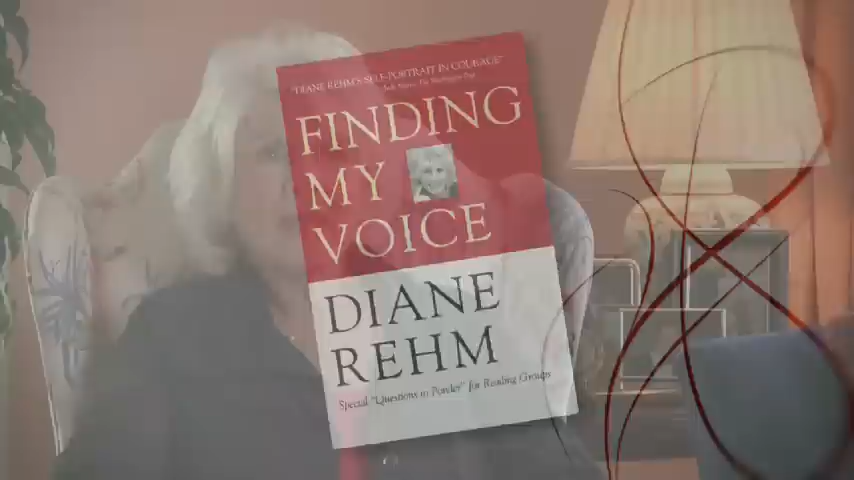 "DIANE REHM'S SELF-PORTRAIT IN COURAGE"
FINDING
MY
VOICE
DIANE
REHM
Special "Questions to Ponder" for Reading Groups